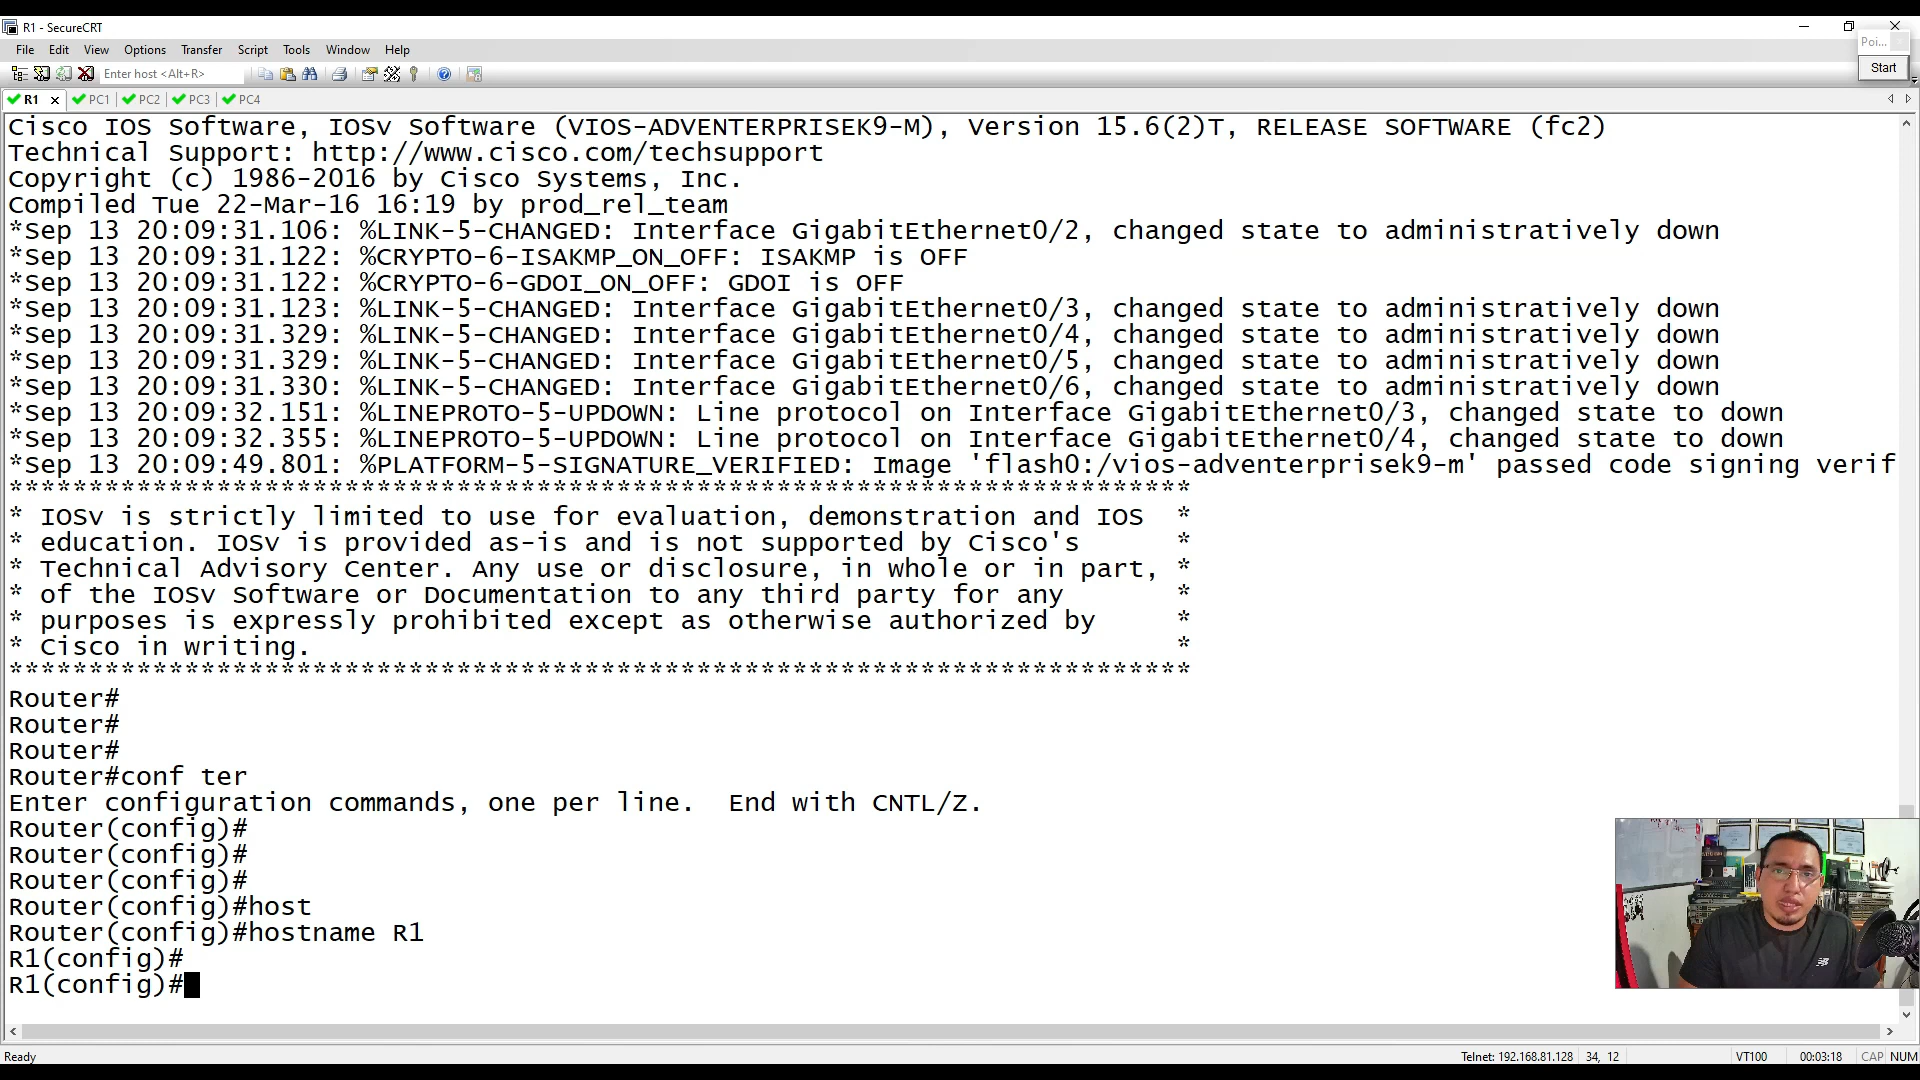 R1 - SecureCRT
File Edit View Options Transfer Script Tools Window Help
Enter host <Alt+R>
Poi...
Start
R1 PC1 PC2 PC3 PC4
Cisco IOS Software, IOSv Software (VIOS-ADVENTERPRISEK9-M), Version 15.6(2)T, RELEASE SOFTWARE (fc2)
Technical Support: http://www.cisco.com/techsupport
Copyright (c) 1986-2016 by Cisco Systems, Inc.
Compiled Tue 22-Mar-16 16:19 by prod_rel_team
*Sep 13 20:09:31.106: %LINK-5-CHANGED: Interface GigabitEthernet0/2, changed state to administratively down
*Sep 13 20:09:31.122: %CRYPTO-6-ISAKMP_ON_OFF: ISAKMP is OFF
*Sep 13 20:09:31.122: %CRYPTO-6-GDOI_ON_OFF: GDOI is OFF
*Sep 13 20:09:31.123: %LINK-5-CHANGED: Interface GigabitEthernet0/3, changed state to administratively down
*Sep 13 20:09:31.329: %LINK-5-CHANGED: Interface GigabitEthernet0/4, changed state to administratively down
*Sep 13 20:09:31.329: %LINK-5-CHANGED: Interface GigabitEthernet0/5, changed state to administratively down
*Sep 13 20:09:31.330: %LINK-5-CHANGED: Interface GigabitEthernet0/6, changed state to administratively down
*Sep 13 20:09:32.151: %LINEPROTO-5-UPDOWN: Line protocol on Interface GigabitEthernet0/3, changed state to down
*Sep 13 20:09:32.355: %LINEPROTO-5-UPDOWN: Line protocol on Interface GigabitEthernet0/4, changed state to down
*Sep 13 20:09:49.801: %PLATFORM-5-SIGNATURE_VERIFIED: Image 'flash0:/vios-adventerprisek9-m' passed code signing verif
**************************************************************************
* IOSv is strictly limited to use for evaluation, demonstration and IOS  *
* education. IOSv is provided as-is and is not supported by Cisco's      *
* Technical Advisory Center. Any use or disclosure, in whole or in part, *
* of the IOSv Software or Documentation to any third party for any       *
* purposes is expressly prohibited except as otherwise authorized by     *
* Cisco in writing.                                                      *
**************************************************************************
Router#
Router#
Router#
Router#conf ter
Enter configuration commands, one per line.  End with CNTL/Z.
Router(config)#
Router(config)#
Router(config)#
Router(config)#host
Router(config)#hostname R1
R1(config)#
R1(config)#
Ready Telnet: 192.168.81.128 34, 12 VT100 00:03:18 CAP NUM